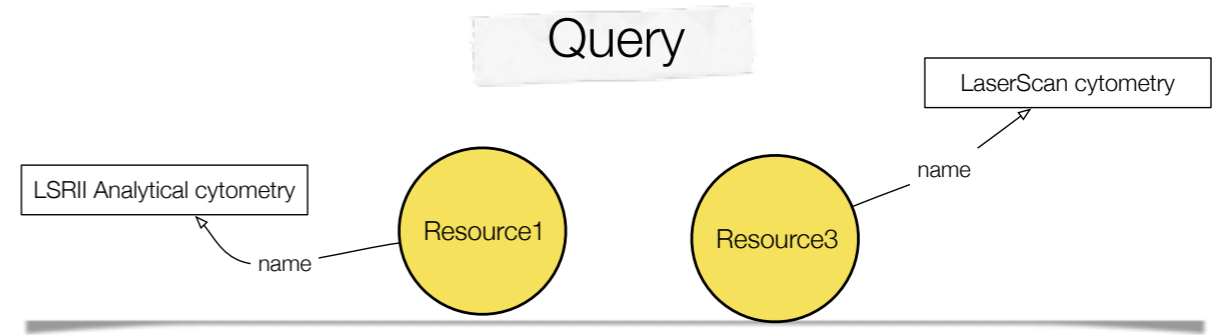 Query
LaserScan cytometry
name
LSRII Analytical cytometry
Resource1
Resource3
name